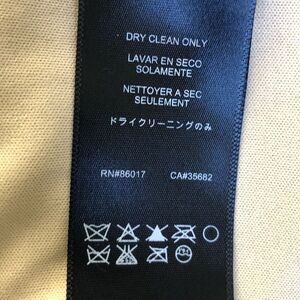 DRY CLEAN ONLY
LAVAR EN SECO
SOLAMENTE
NETTOYER A SEC
SEULEMENT
ドライクリーニングのみ
RN#86017 CA#35682